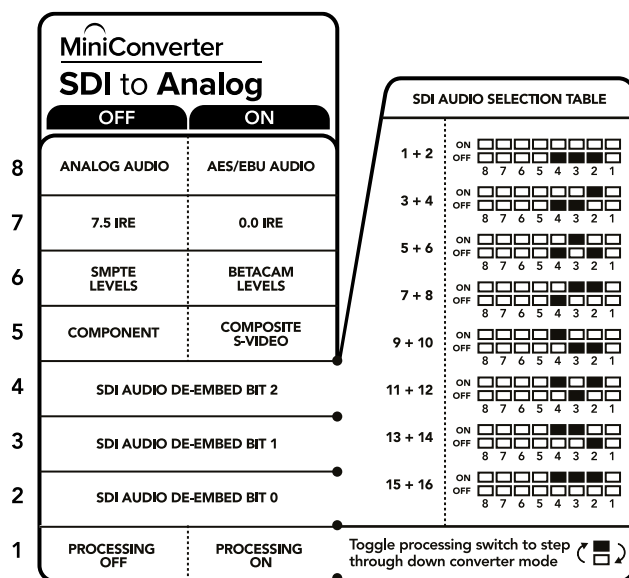 MiniConverter
SDI to Analog
OFF ON
8 ANALOG AUDIO AES/EBU AUDIO
7 7.5 IRE 0.0 IRE
6 SMPTE LEVELS BETACAM LEVELS
5 COMPONENT COMPOSITE S-VIDEO
4 SDI AUDIO DE-EMBED BIT 2
3 SDI AUDIO DE-EMBED BIT 1
2 SDI AUDIO DE-EMBED BIT 0
1 PROCESSING OFF PROCESSING ON
SDI AUDIO SELECTION TABLE
1 + 2
ON
OFF
8 7 6 5 4 3 2 1
3 + 4
ON
OFF
8 7 6 5 4 3 2 1
5 + 6
ON
OFF
8 7 6 5 4 3 2 1
7 + 8
ON
OFF
8 7 6 5 4 3 2 1
9 + 10
ON
OFF
8 7 6 5 4 3 2 1
11 + 12
ON
OFF
8 7 6 5 4 3 2 1
13 + 14
ON
OFF
8 7 6 5 4 3 2 1
15 + 16
ON
OFF
8 7 6 5 4 3 2 1
Toggle processing switch to step
through down converter mode